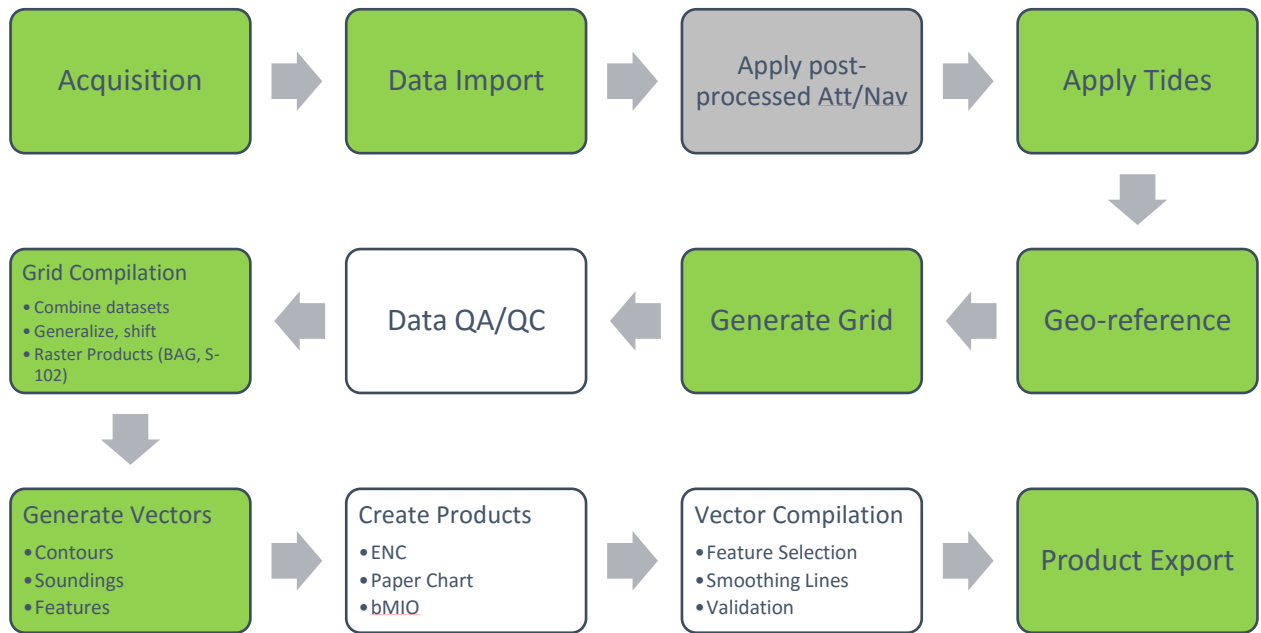 Acquisition
Data Import
Apply post-
processed Att/Nav
Apply Tides
Grid Compilation
• Combine datasets
• Generalize, shift
• Raster Products (BAG, S-
102)
Data QA/QC
Generate Grid
Geo-reference
Generate Vectors
• Contours
• Soundings
• Features
Create Products
• ENC
• Paper Chart
• bMIO
Vector Compilation
• Feature Selection
• Smoothing Lines
• Validation
Product Export